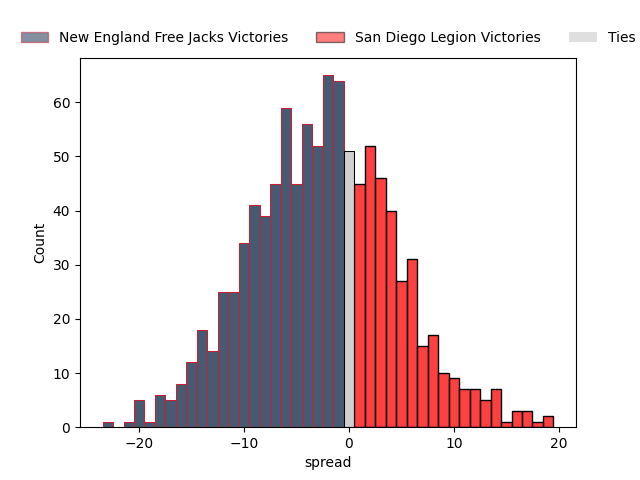 New England Free Jacks Victories San Diego Legion Victories Ties
60
50
40
30
20
10
0
Count
−20 −10 0 10 20
spread